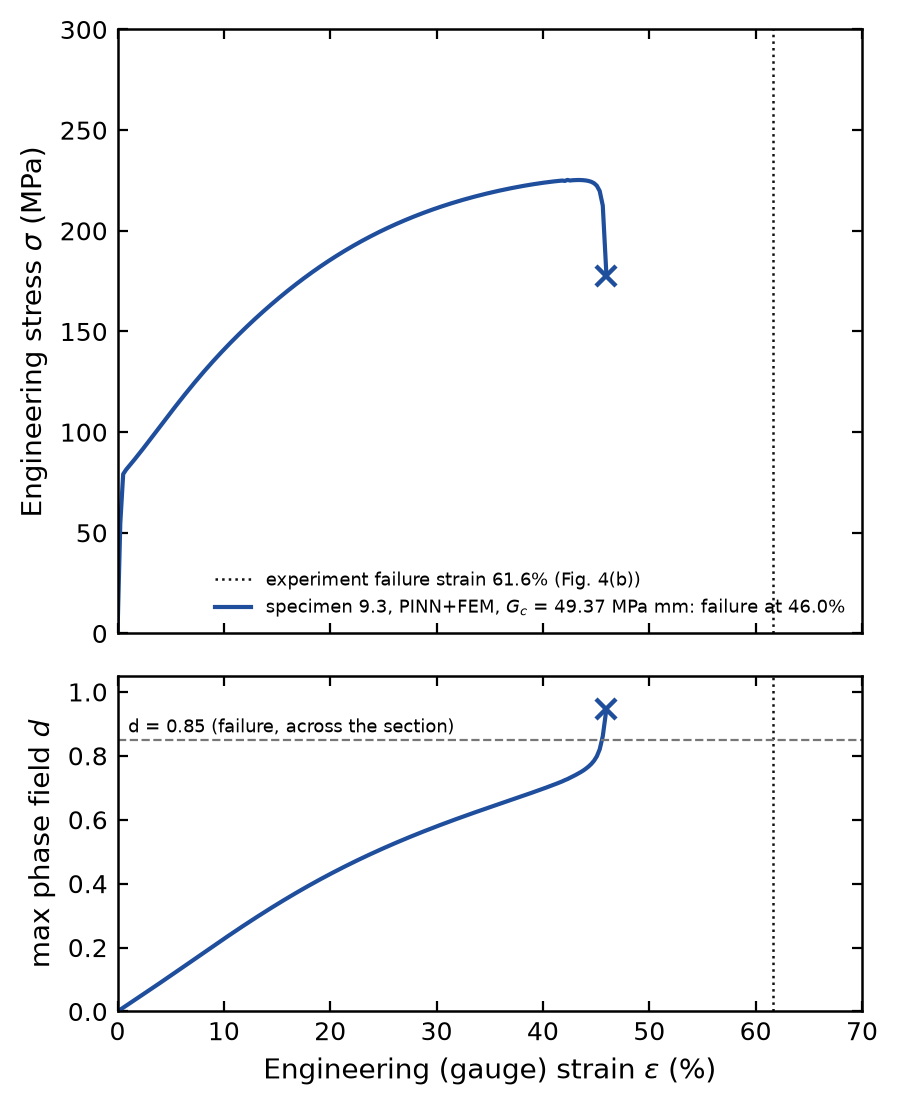 300
250
200
150
100
50
0
Engineering stress σ (MPa)
experiment failure strain 61.6% (Fig. 4(b))
specimen 9.3, PINN+FEM, G_c = 49.37 MPa mm: failure at 46.0%
1.0
0.8
0.6
0.4
0.2
0.0
max phase field d
d = 0.85 (failure, across the section)
0 10 20 30 40 50 60 70
Engineering (gauge) strain ε (%)